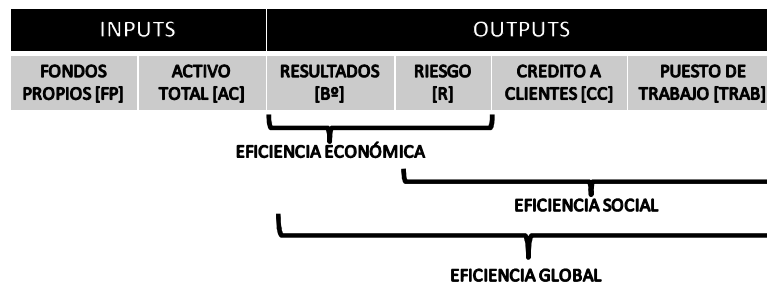 INPUTS
OUTPUTS
FONDOS
PROPIOS [FP]
ACTIVO
TOTAL [AC]
RESULTADOS
[Bº]
RIESGO
[R]
CREDITO A
CLIENTES [CC]
PUESTO DE
TRABAJO [TRAB]
EFICIENCIA ECONÓMICA
EFICIENCIA SOCIAL
EFICIENCIA GLOBAL